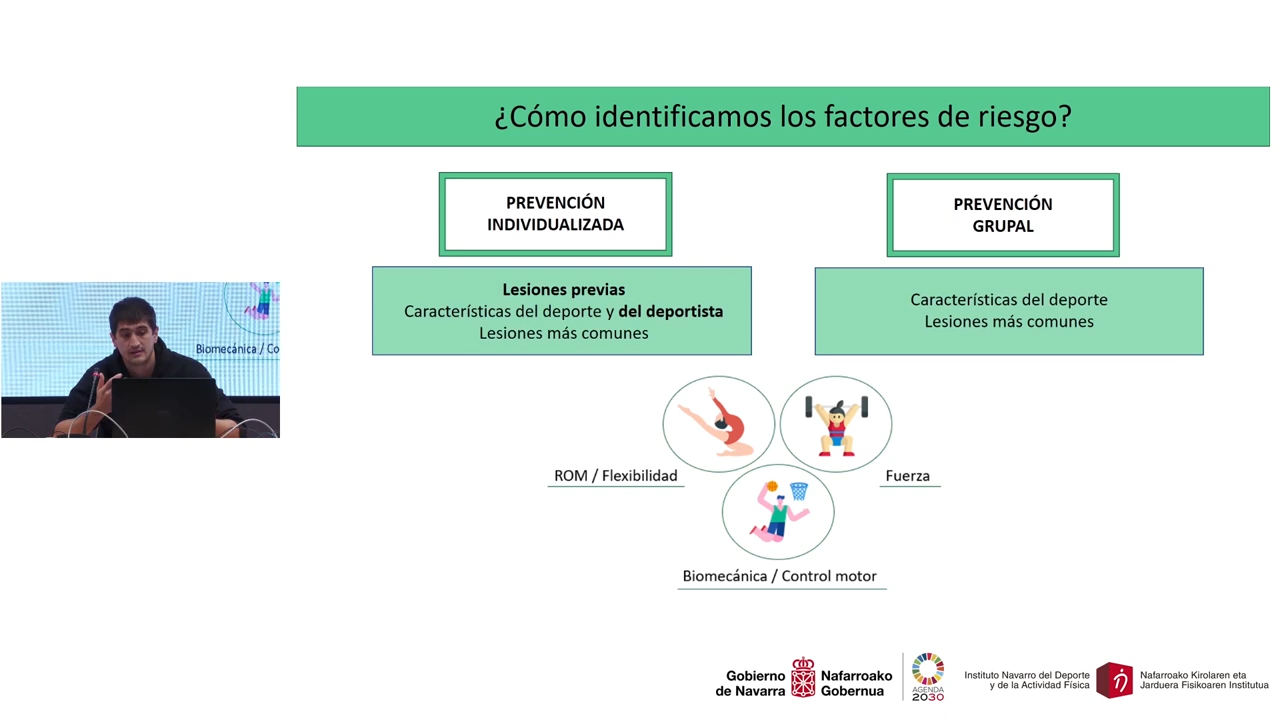 ¿Cómo identificamos los factores de riesgo?
PREVENCIÓN
INDIVIDUALIZADA
PREVENCIÓN
GRUPAL
Lesiones previas
Características del deporte y del deportista
Lesiones más comunes
Características del deporte
Lesiones más comunes
Biomecánica / Co
ROM / Flexibilidad
Fuerza
Biomecánica / Control motor
Gobierno
de Navarra
Nafarroako
Gobernua
AGENDA
2030
Instituto Navarro del Deporte
y de la Actividad Física
Nafarroako Kirolaren eta
Jarduera Fisikoaren Institutua